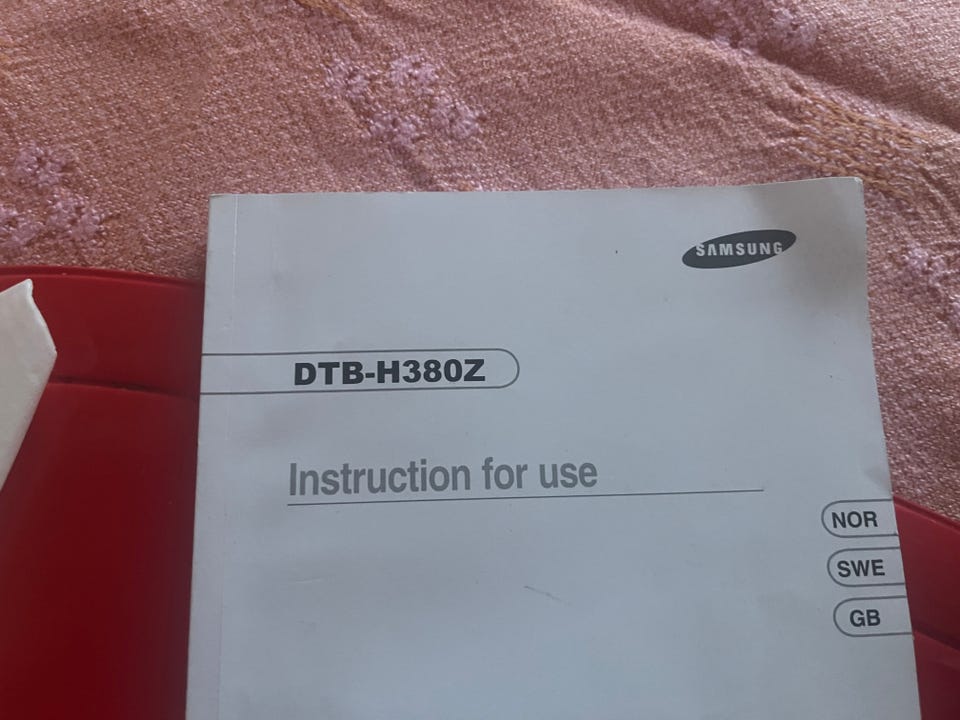 SAMSUNG
DTB-H380Z
Instruction for use
NOR
SWE
GB